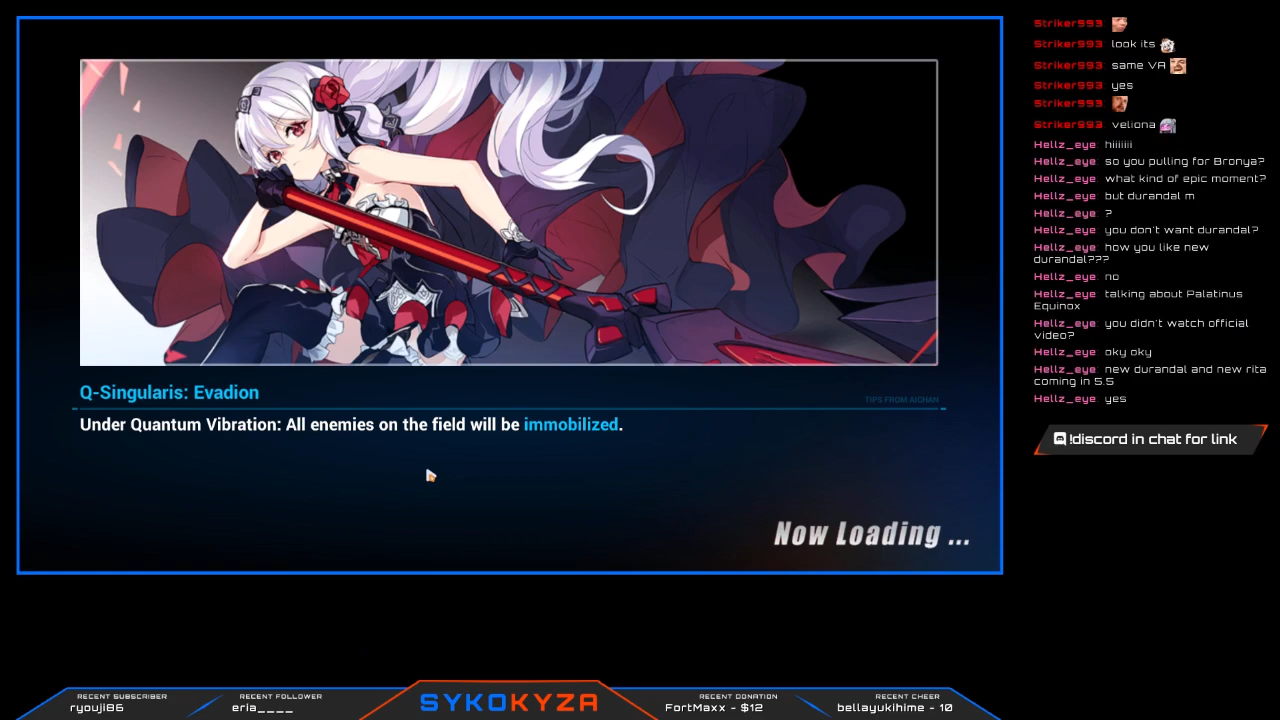 Striker993
Striker993 look its
Striker993 same VA
Striker993 yes
Striker993
Striker993 veliona
Hellz_eye hiiiiiii
Hellz_eye so you pulling for Bronya?
Hellz_eye what kind of epic moment?
Hellz_eye but durandal m
Hellz_eye ?
Hellz_eye you don't want durandal?
Hellz_eye how you like new
durandal???
Hellz_eye no
Hellz_eye talking about Palatinus
Equinox
Hellz_eye you didn't watch official
video?
Hellz_eye oky oky
Hellz_eye new durandal and new rita
coming in 5.5
Hellz_eye yes
!discord in chat for link
Q-Singularis: Evadion
TIPS FROM AICHAN
Under Quantum Vibration: All enemies on the field will be immobilized.
Now Loading ...
RECENT SUBSCRIBER
ryouji86
RECENT FOLLOWER
eria____
SYKOKYZA
RECENT DONATION
FortMaxx - $12
RECENT CHEER
bellayukihime - 10